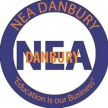 NEA DANBURY
NEA
DANBURY
"Education is our Business"